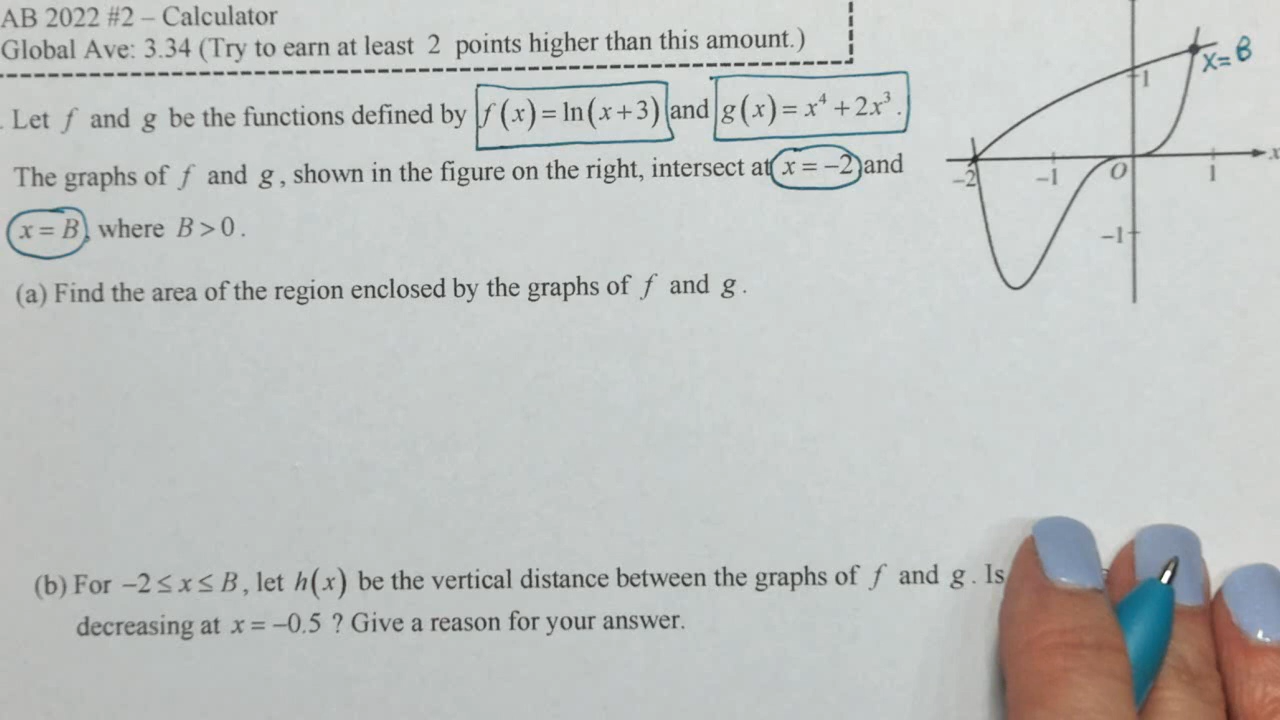 AB 2022 #2 – Calculator
Global Ave: 3.34 (Try to earn at least 2 points higher than this amount.)
Let f and g be the functions defined by f(x) = ln(x+3) and g(x) = x⁴ + 2x³.
The graphs of f and g, shown in the figure on the right, intersect at x = −2 and
x = B, where B > 0.
(a) Find the area of the region enclosed by the graphs of f and g.
(b) For −2 ≤ x ≤ B, let h(x) be the vertical distance between the graphs of f and g. Is
decreasing at x = −0.5 ? Give a reason for your answer.
x=B
1
−2 −1 O 1 x
−1